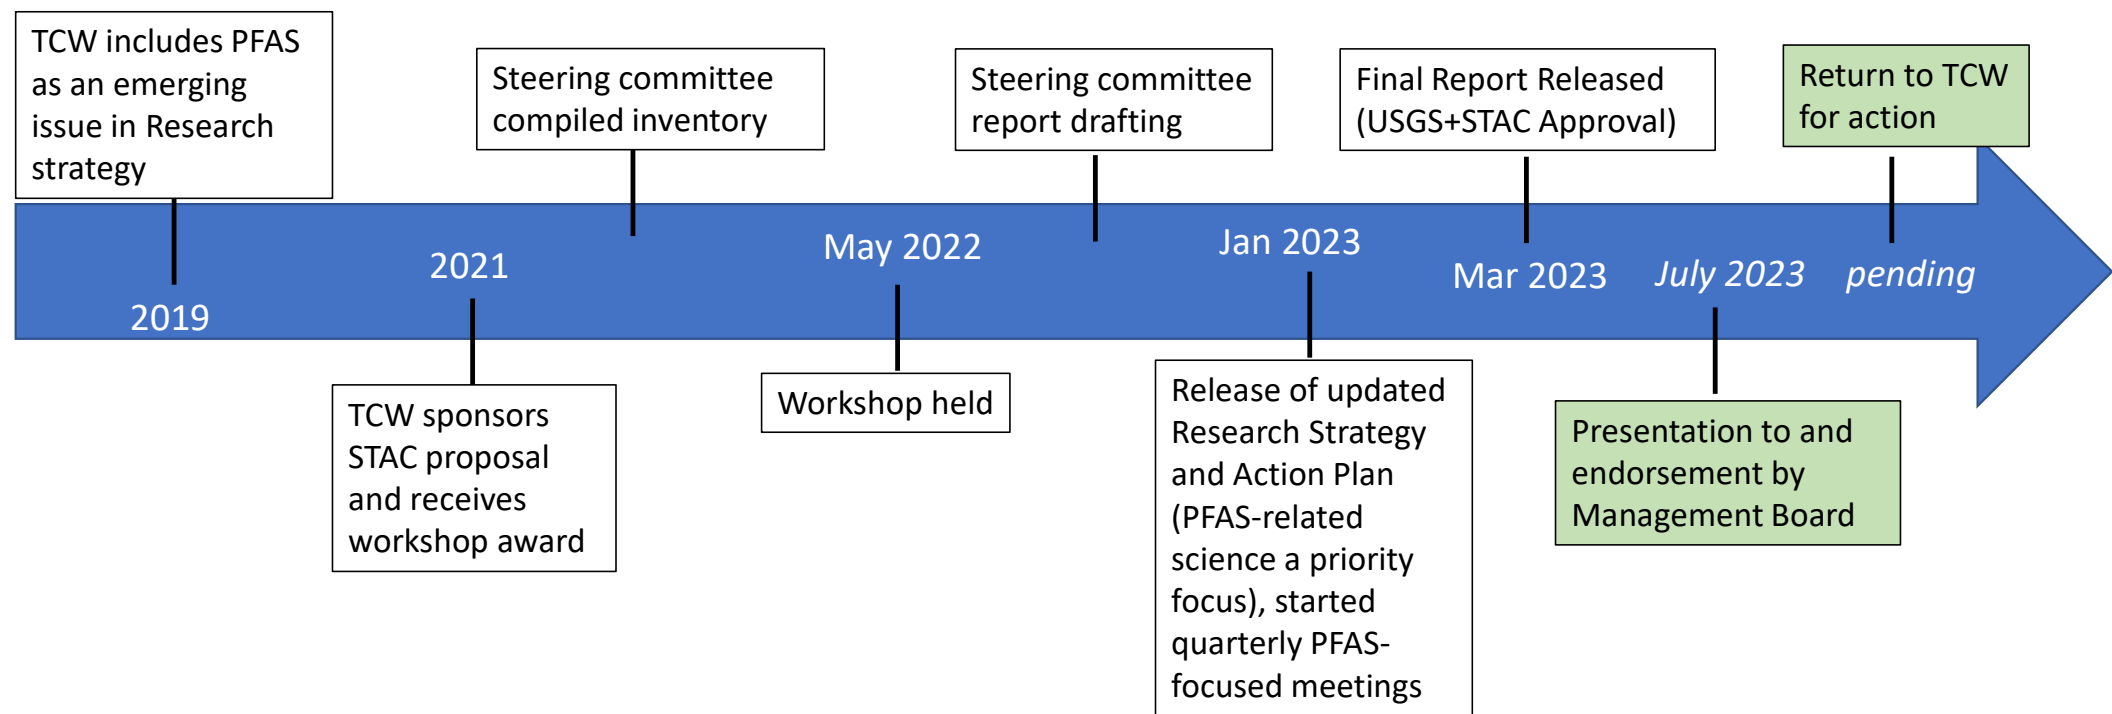 TCW includes PFAS
as an emerging
issue in Research
strategy
Steering committee
compiled inventory
Steering committee
report drafting
Final Report Released
(USGS+STAC Approval)
Return to TCW
for action
2019
2021
May 2022
Jan 2023
Mar 2023
July 2023
pending
TCW sponsors
STAC proposal
and receives
workshop award
Workshop held
Release of updated
Research Strategy
and Action Plan
(PFAS-related
science a priority
focus), started
quarterly PFAS-
focused meetings
Presentation to and
endorsement by
Management Board